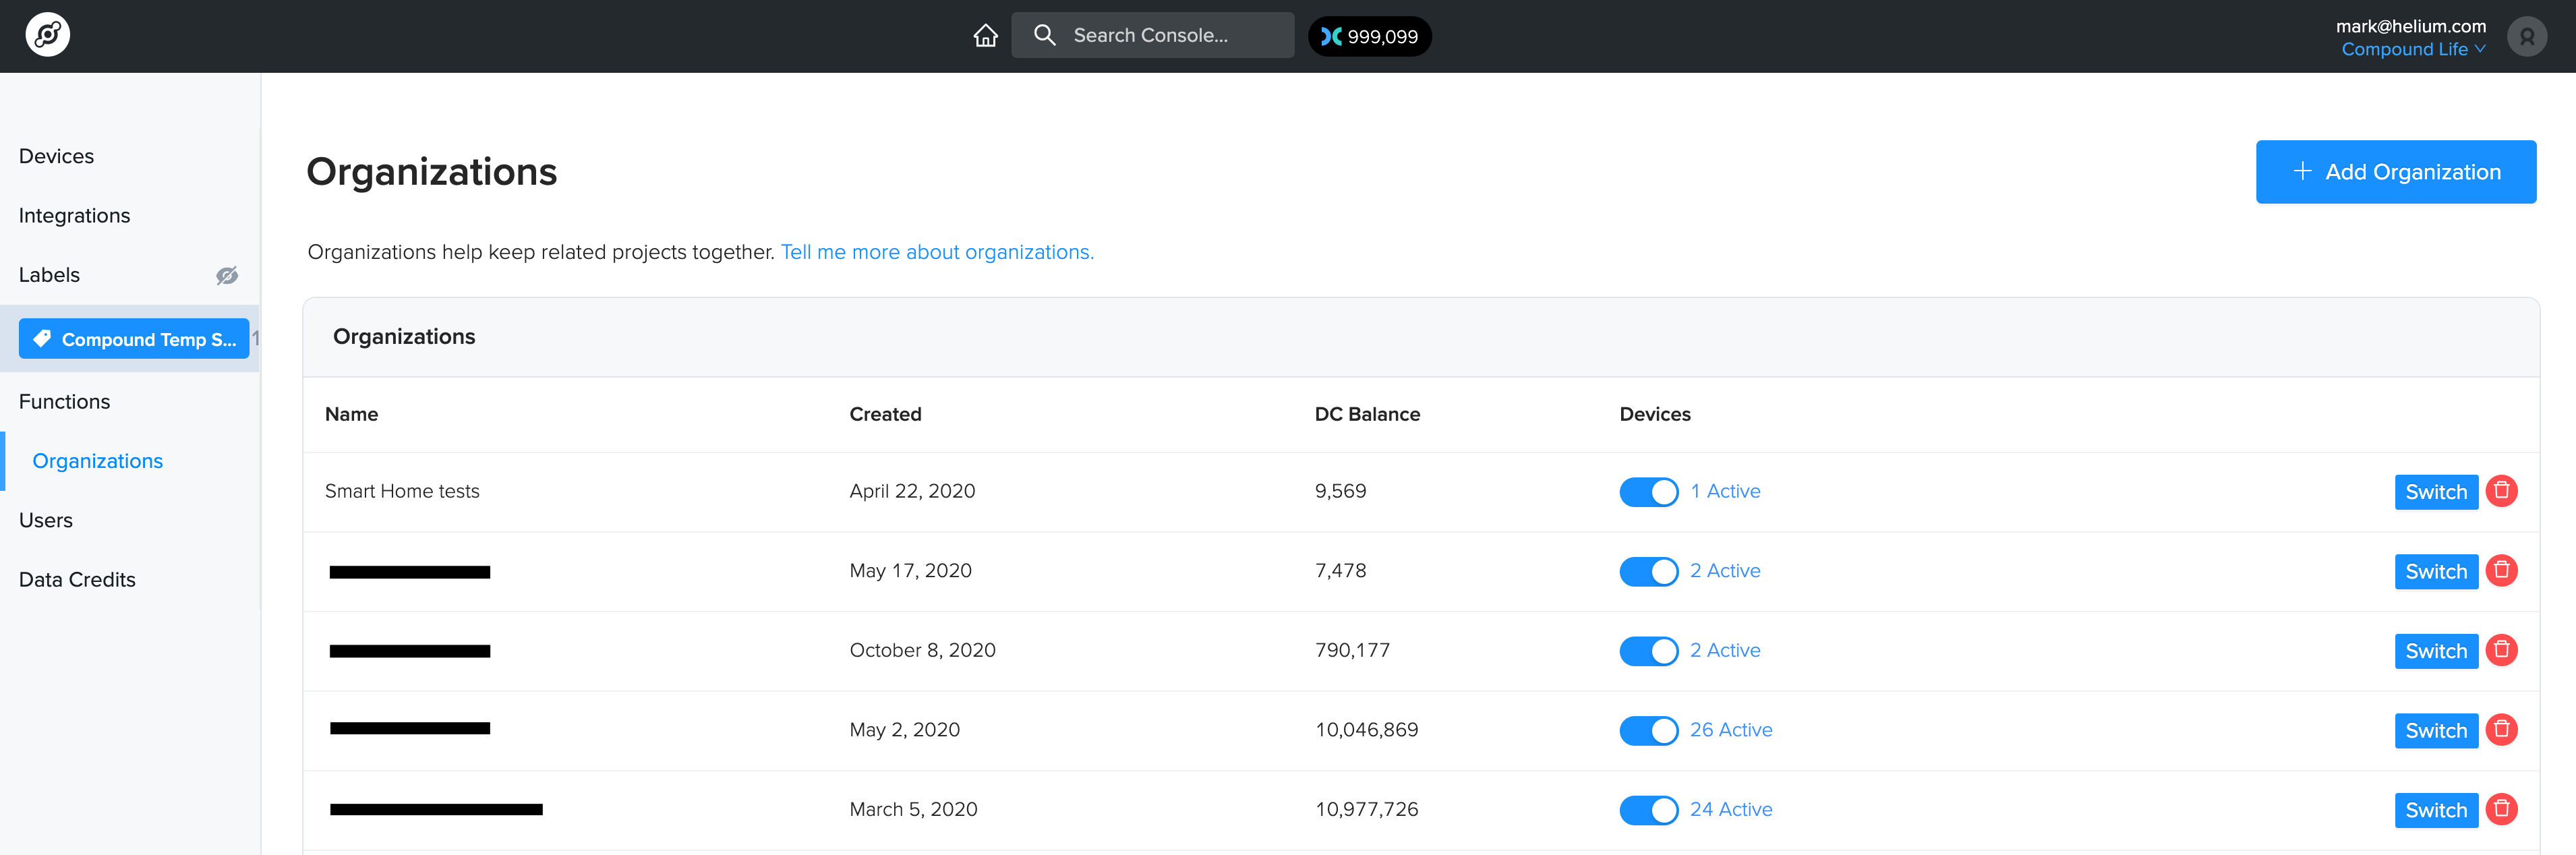 Search Console...
999,099
mark@helium.com
Compound Life
Devices
Integrations
Labels
Compound Temp S...
1
Functions
Organizations
Users
Data Credits
Organizations
Add Organization
Organizations help keep related projects together. Tell me more about organizations.
Organizations
Name Created DC Balance Devices
Smart Home tests April 22, 2020 9,569 1 Active Switch
May 17, 2020 7,478 2 Active Switch
October 8, 2020 790,177 2 Active Switch
May 2, 2020 10,046,869 26 Active Switch
March 5, 2020 10,977,726 24 Active Switch